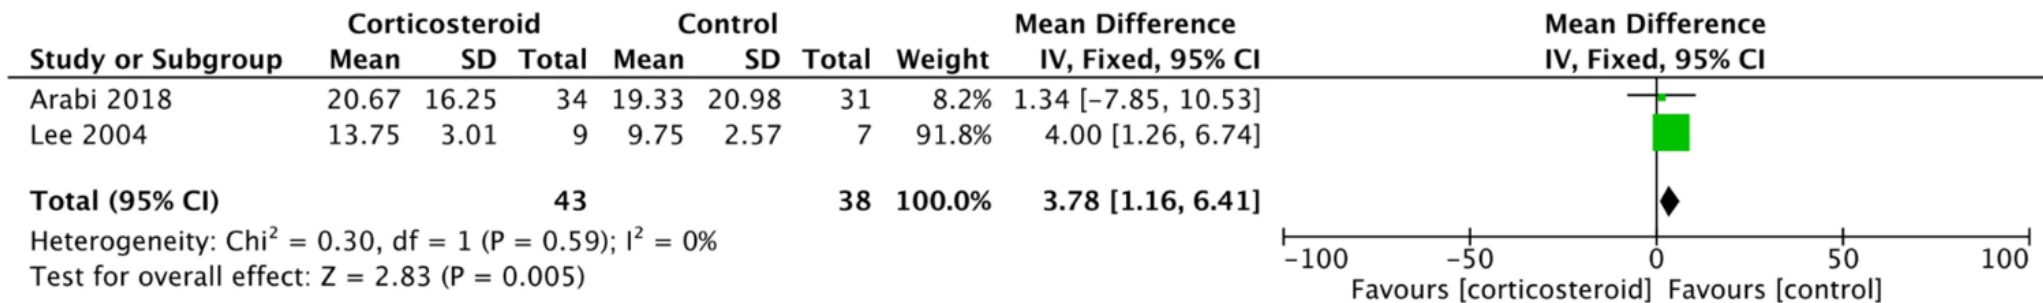 Corticosteroid Control Mean Difference Mean Difference
Study or Subgroup Mean SD Total Mean SD Total Weight IV, Fixed, 95% CI IV, Fixed, 95% CI
Arabi 2018 20.67 16.25 34 19.33 20.98 31 8.2% 1.34 [−7.85, 10.53]
Lee 2004 13.75 3.01 9 9.75 2.57 7 91.8% 4.00 [1.26, 6.74]
Total (95% CI) 43 38 100.0% 3.78 [1.16, 6.41]
Heterogeneity: Chi² = 0.30, df = 1 (P = 0.59); I² = 0%
Test for overall effect: Z = 2.83 (P = 0.005)
−100 −50 0 50 100
Favours [corticosteroid] Favours [control]